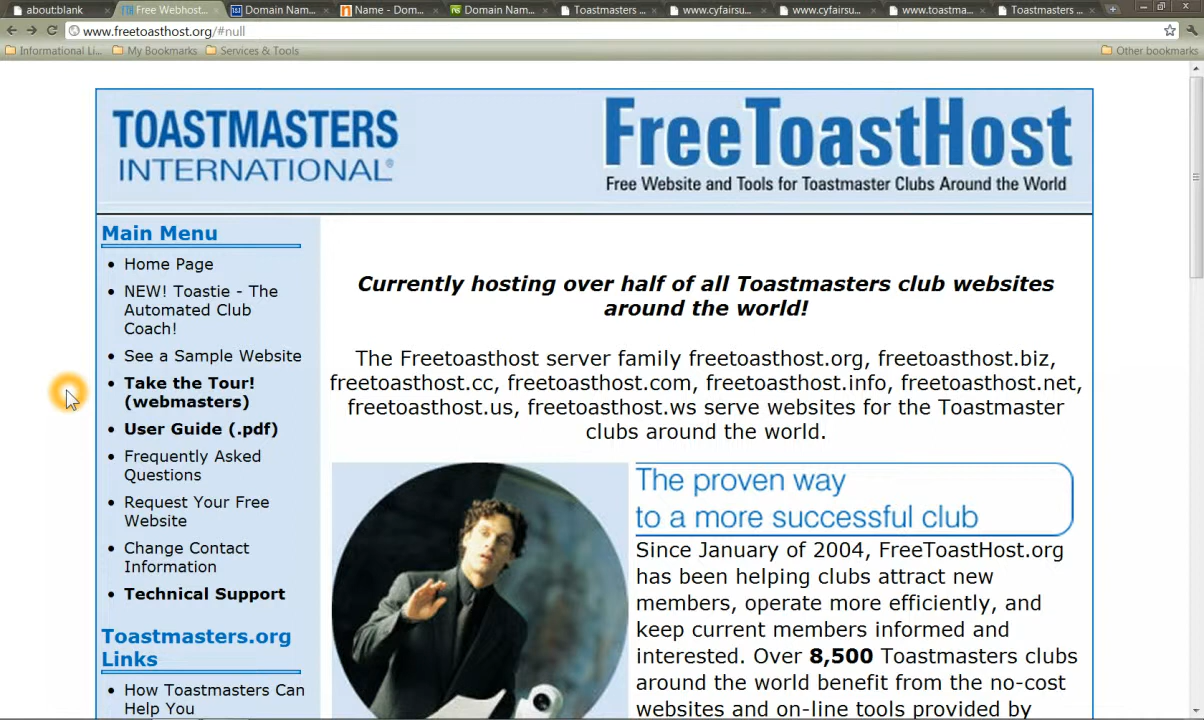 about:blank
Free Webhost...
Domain Nam...
Name - Dom...
Domain Nam...
Toastmasters ...
www.cyfairsu...
www.cyfairsu...
www.toastma...
Toastmasters ...
www.freetoasthost.org/#null
Informational Li...
My Bookmarks
Services & Tools
Other bookmarks
TOASTMASTERS
INTERNATIONAL®
FreeToastHost
Free Website and Tools for Toastmaster Clubs Around the World
Main Menu
• Home Page
• NEW! Toastie - The
Automated Club
Coach!
• See a Sample Website
• Take the Tour!
(webmasters)
• User Guide (.pdf)
• Frequently Asked
Questions
• Request Your Free
Website
• Change Contact
Information
• Technical Support
Toastmasters.org
Links
• How Toastmasters Can
Help You
Currently hosting over half of all Toastmasters club websites
around the world!
The Freetoasthost server family freetoasthost.org, freetoasthost.biz,
freetoasthost.cc, freetoasthost.com, freetoasthost.info, freetoasthost.net,
freetoasthost.us, freetoasthost.ws serve websites for the Toastmaster
clubs around the world.
The proven way
to a more successful club
Since January of 2004, FreeToastHost.org
has been helping clubs attract new
members, operate more efficiently, and
keep current members informed and
interested. Over 8,500 Toastmasters clubs
around the world benefit from the no-cost
websites and on-line tools provided by